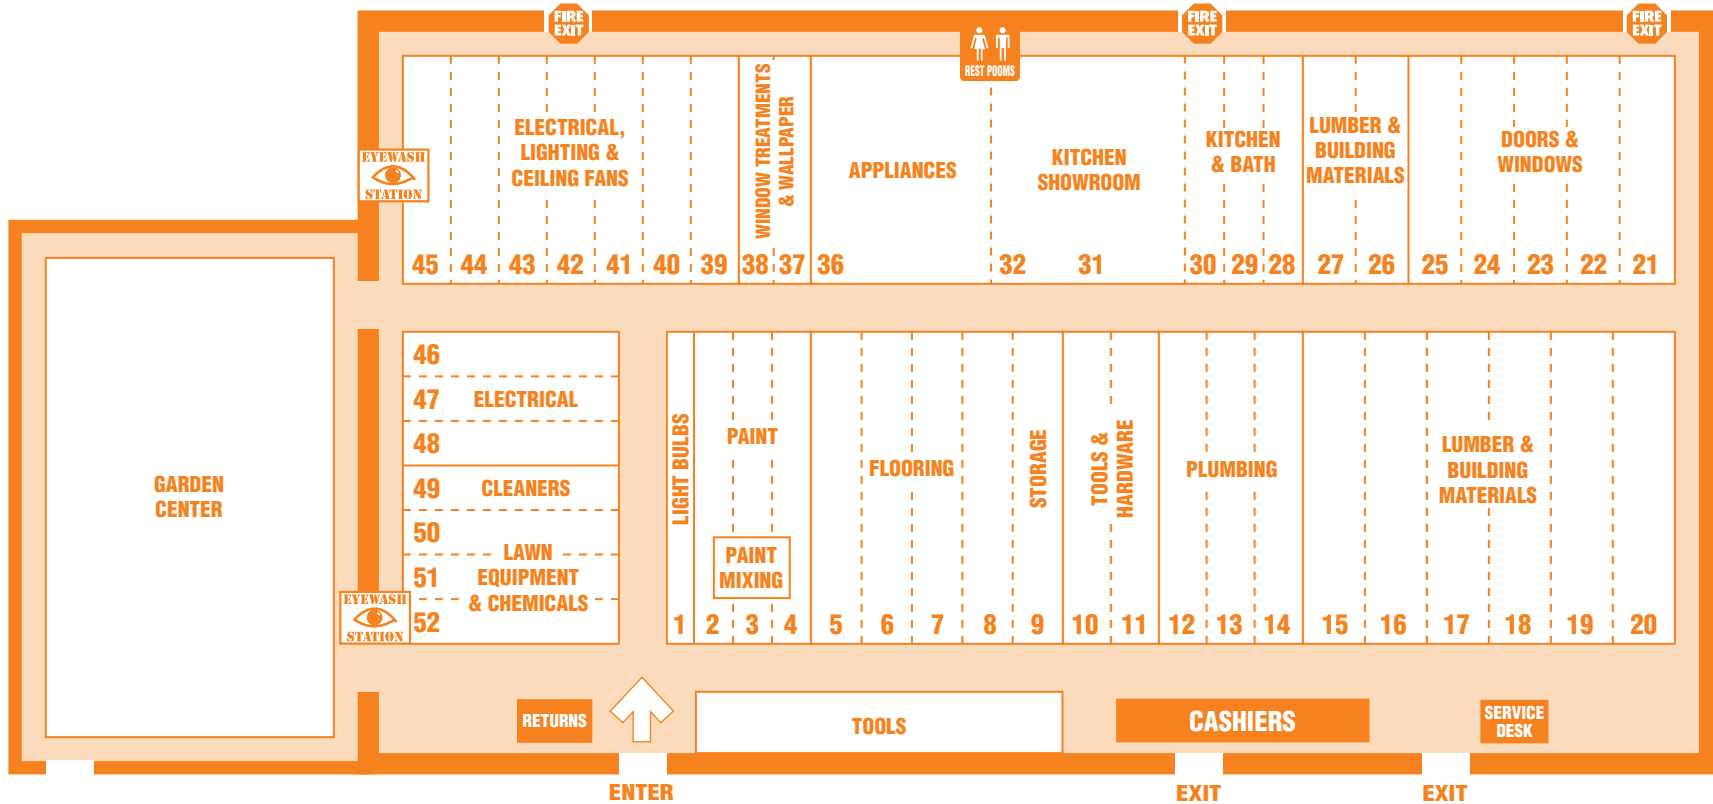 FIRE
EXIT
FIRE
EXIT
FIRE
EXIT
REST POOMS
EYEWASH
STATION
ELECTRICAL,
LIGHTING &
CEILING FANS
WINDOW TREATMENTS
& WALLPAPER
APPLIANCES
KITCHEN
SHOWROOM
KITCHEN
& BATH
LUMBER &
BUILDING
MATERIALS
DOORS &
WINDOWS
45 44 43 42 41 40 39 38 37 36 32 31 30 29 28 27 26 25 24 23 22 21
GARDEN
CENTER
46
47 ELECTRICAL
48
49 CLEANERS
50
51
52
LAWN
EQUIPMENT
& CHEMICALS
EYEWASH
STATION
LIGHT BULBS
PAINT
PAINT
MIXING
FLOORING
STORAGE
TOOLS &
HARDWARE
PLUMBING
LUMBER &
BUILDING
MATERIALS
1 2 3 4 5 6 7 8 9 10 11 12 13 14 15 16 17 18 19 20
RETURNS
TOOLS
CASHIERS
SERVICE
DESK
ENTER
EXIT
EXIT